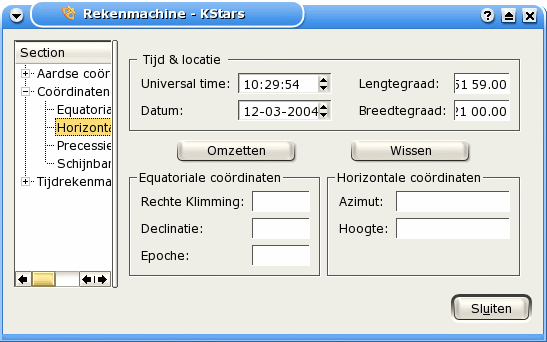 Rekenmachine - KStars
Section
Aardse coör
Coördinaten
Equatoria
Horizonta
Precessie
Schijnbar
Tijdrekenma
Tijd & locatie
Universal time: 10:29:54 Lengtegraad: 51 59.00
Datum: 12-03-2004 Breedtegraad: 21 00.00
Omzetten Wissen
Equatoriale coördinaten
Rechte Klimming:
Declinatie:
Epoche:
Horizontale coördinaten
Azimut:
Hoogte:
Sluiten